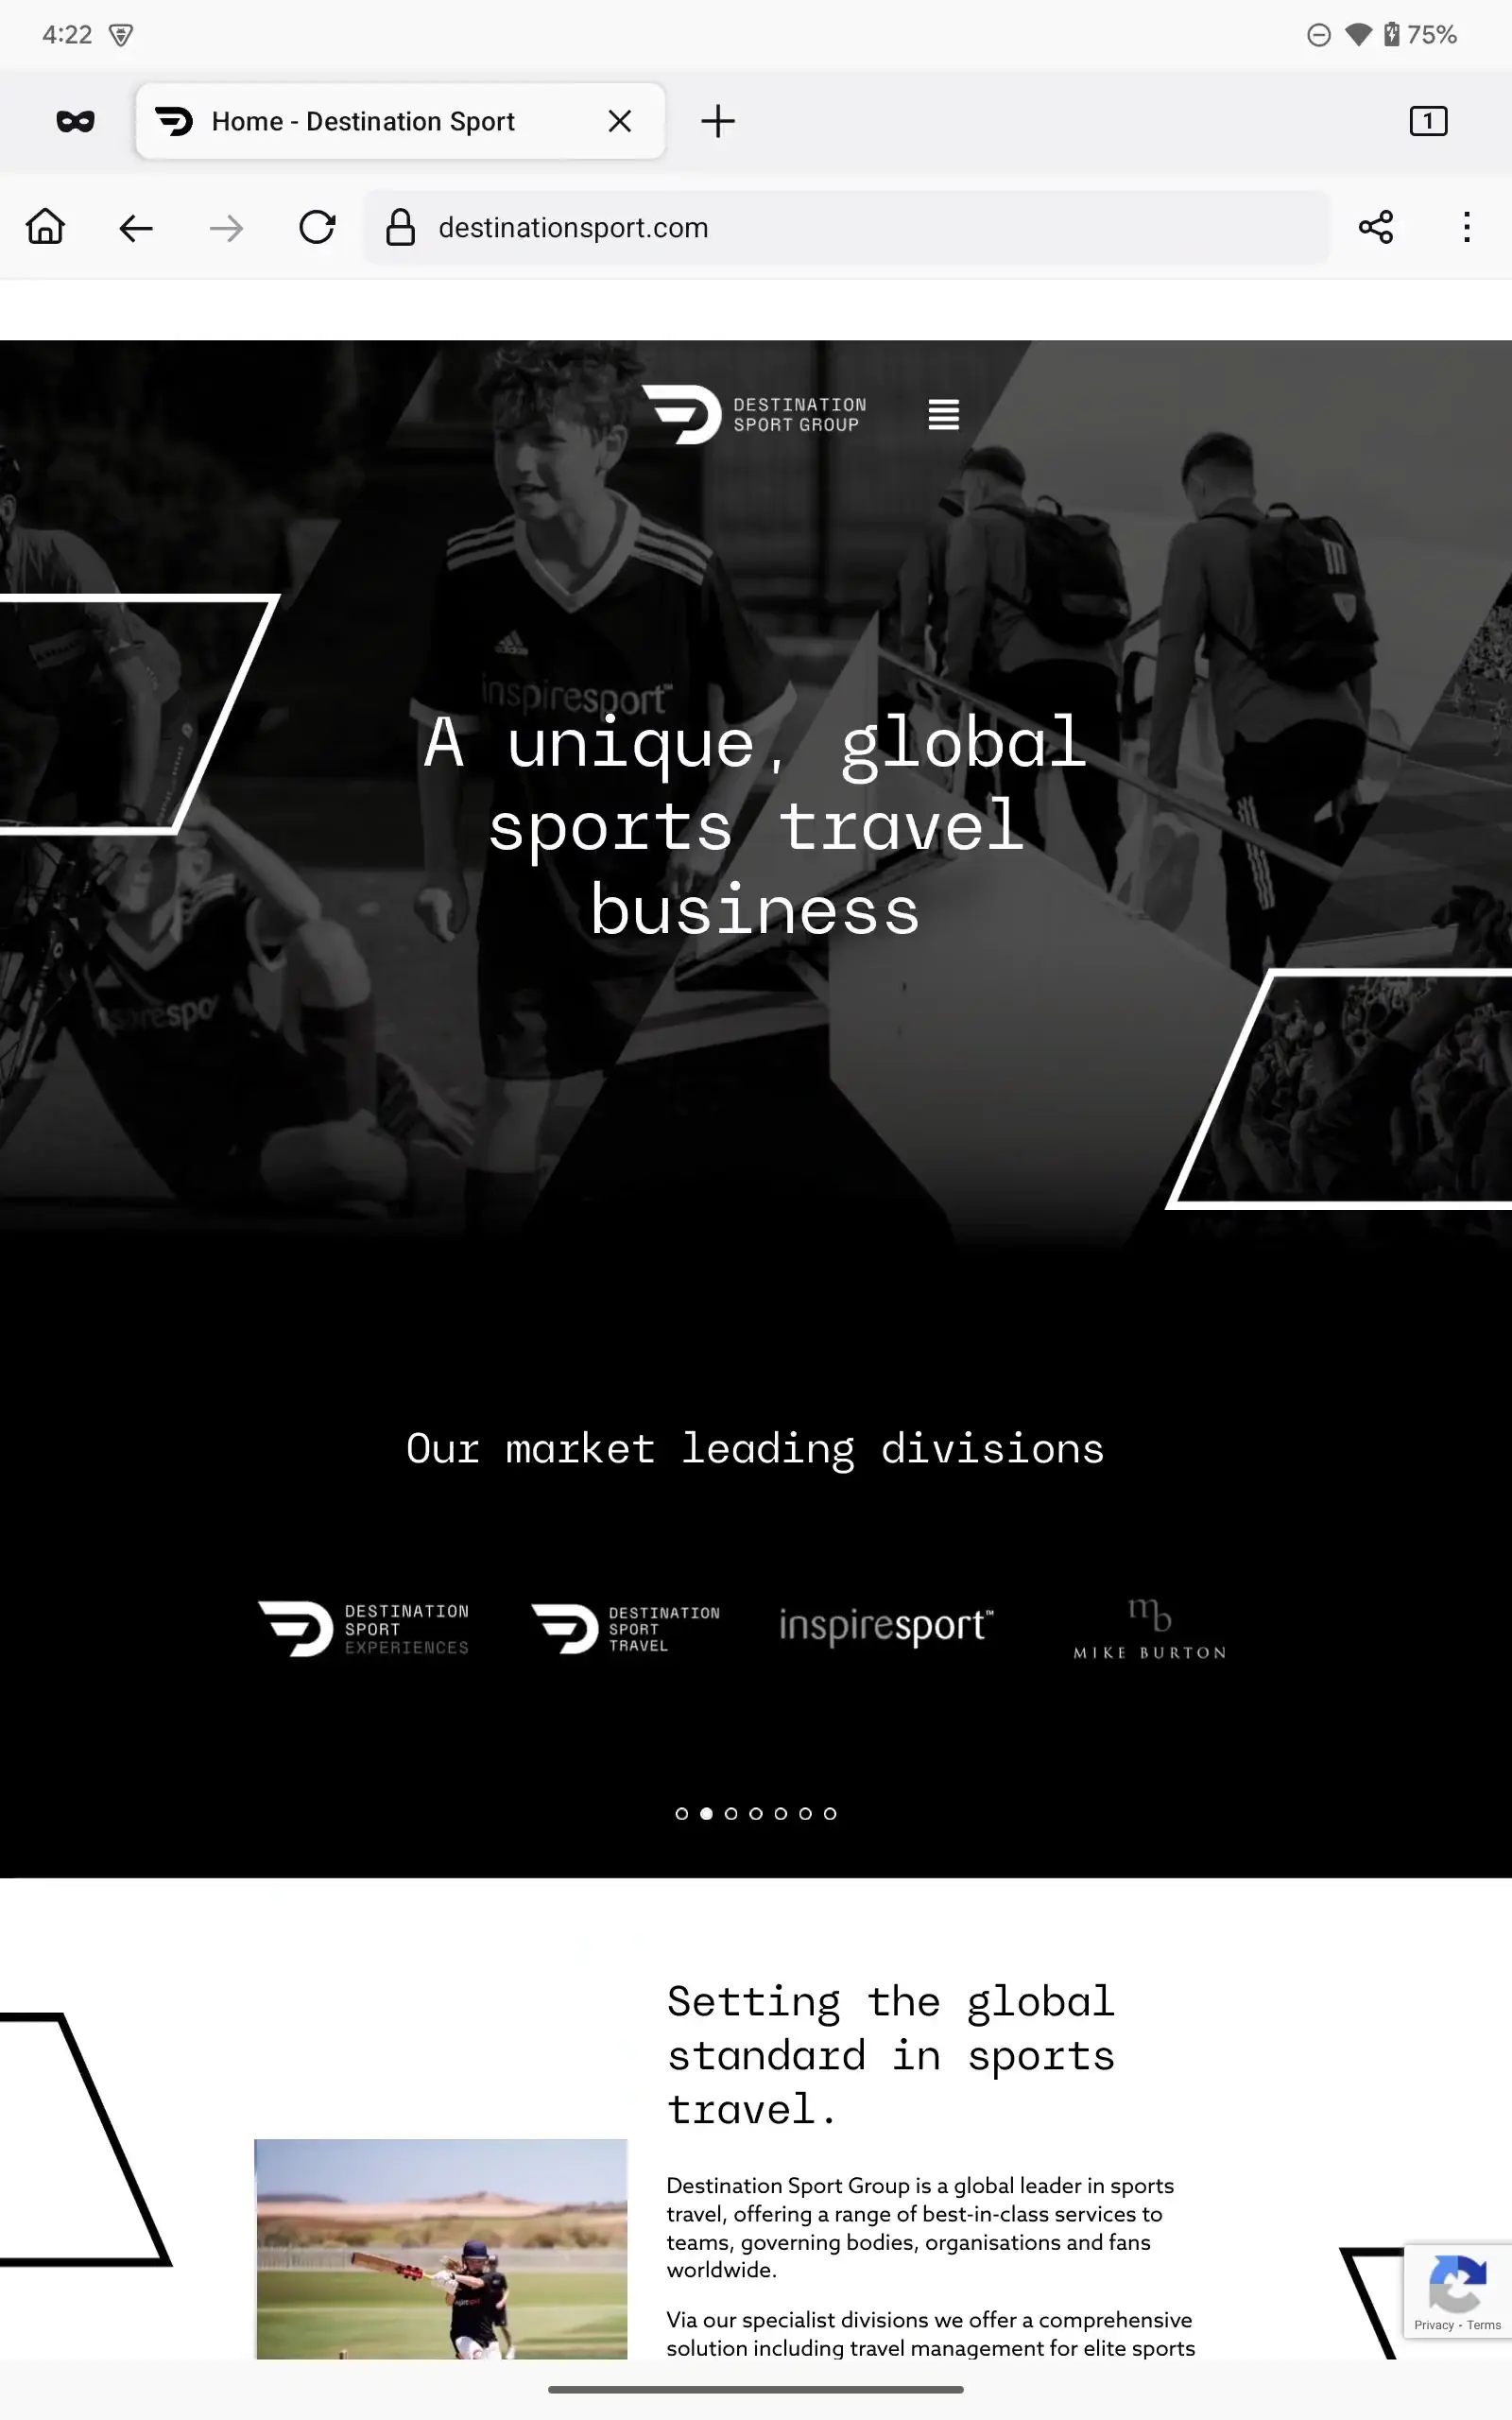 4:22
75%
Home - Destination Sport
1
destinationsport.com
DESTINATION
SPORT GROUP
inspiresport™
A unique, global
sports travel
business
Our market leading divisions
DESTINATION
SPORT
EXPERIENCES
DESTINATION
SPORT
TRAVEL
inspiresport™
mb
MIKE BURTON
Setting the global
standard in sports
travel.
Destination Sport Group is a global leader in sports
travel, offering a range of best-in-class services to
teams, governing bodies, organisations and fans
worldwide.
Via our specialist divisions we offer a comprehensive
solution including travel management for elite sports
Privacy - Terms